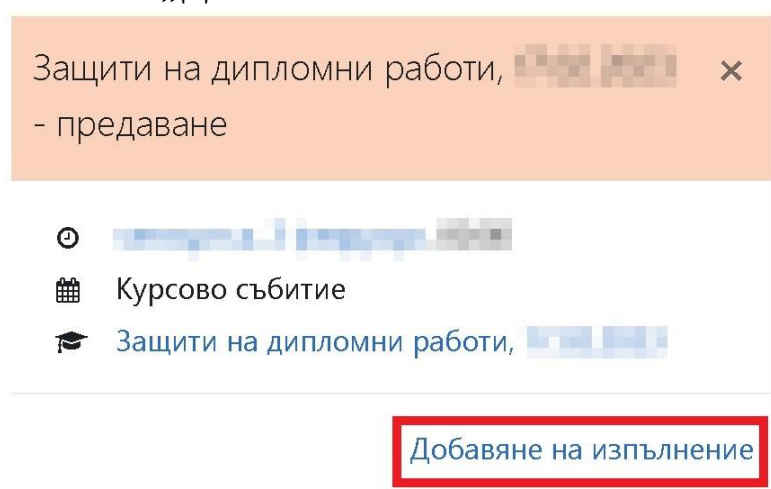 Защити на дипломни работи,
- предаване
Курсово събитие
Защити на дипломни работи,
Добавяне на изпълнение